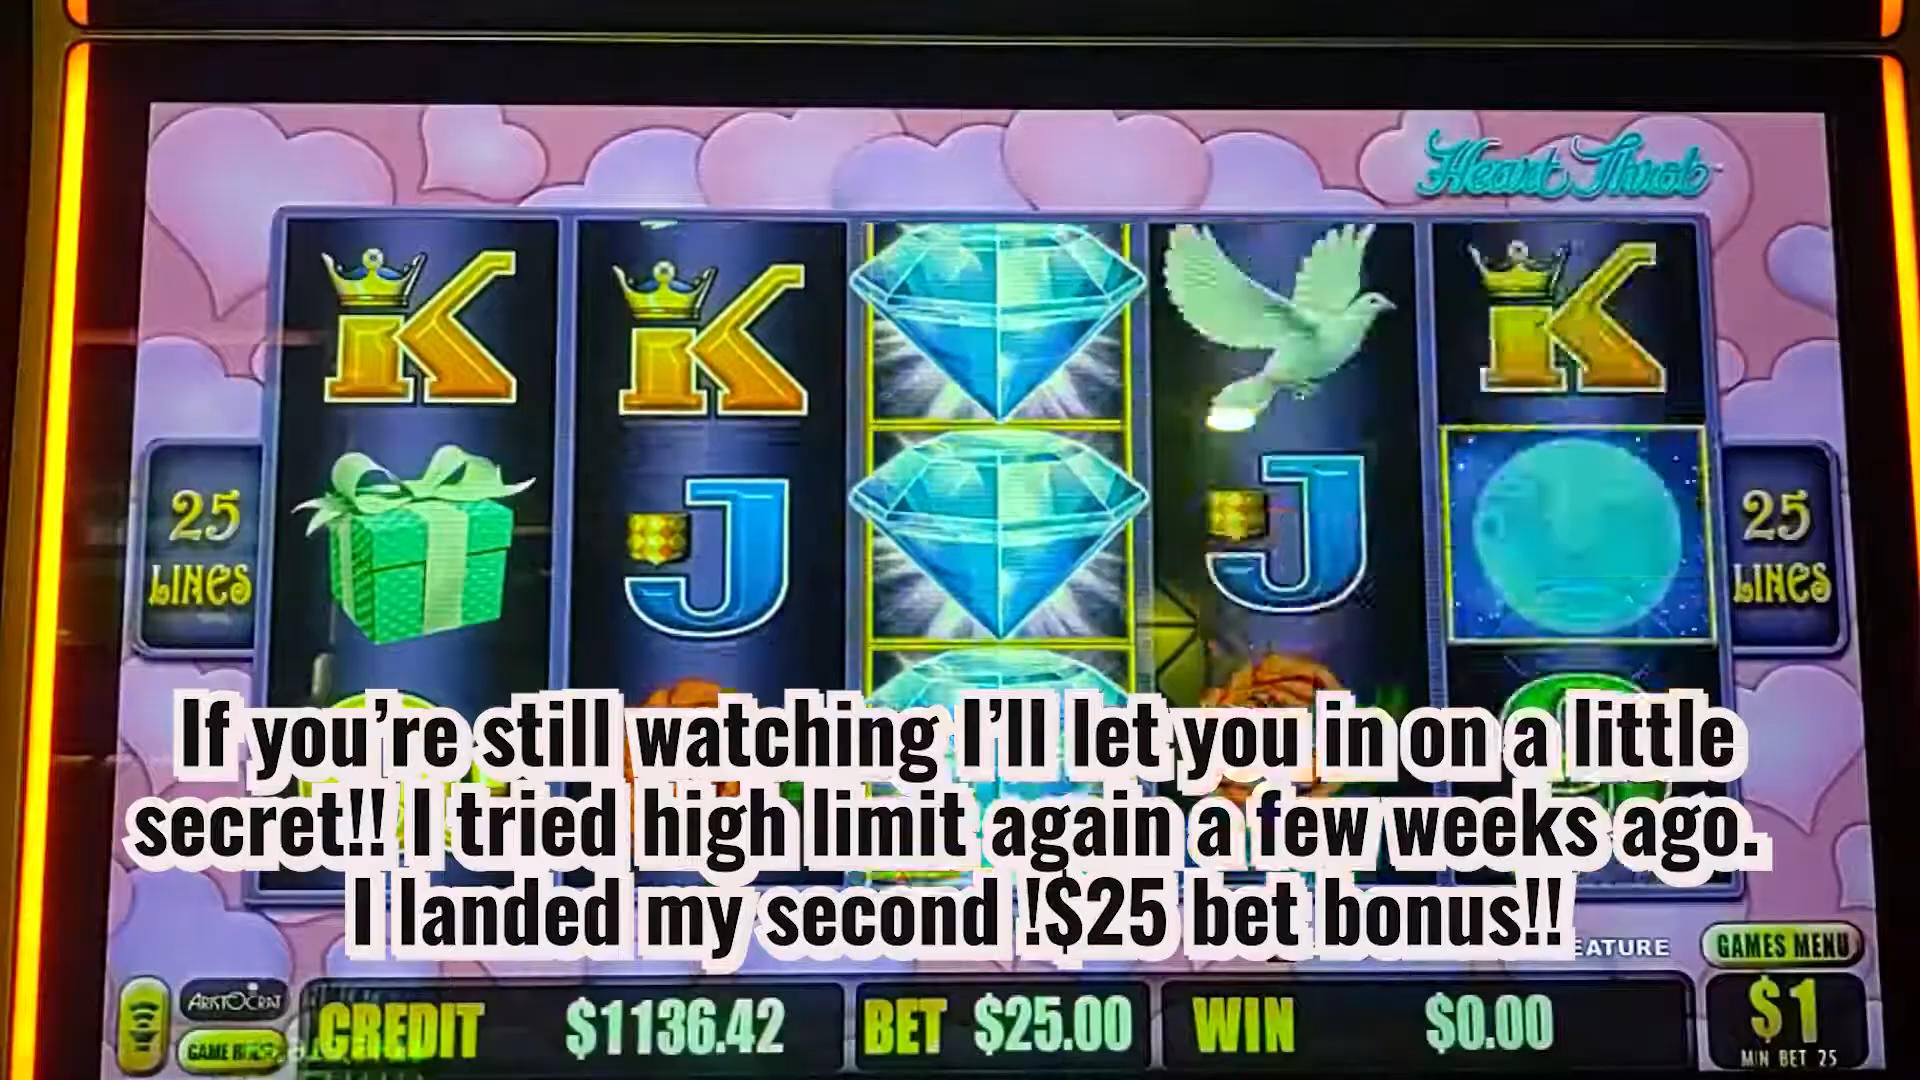 Heart Throb
K K K
J J
25
LINES
25
LINES
If you’re still watching I’ll let you in on a little
secret!! I tried high limit again a few weeks ago.
I landed my second !$25 bet bonus!!
EATURE
GAMES MENU
ARISTOCRAT
CREDIT $1136.42 BET $25.00 WIN $0.00 $1
MIN BET 25